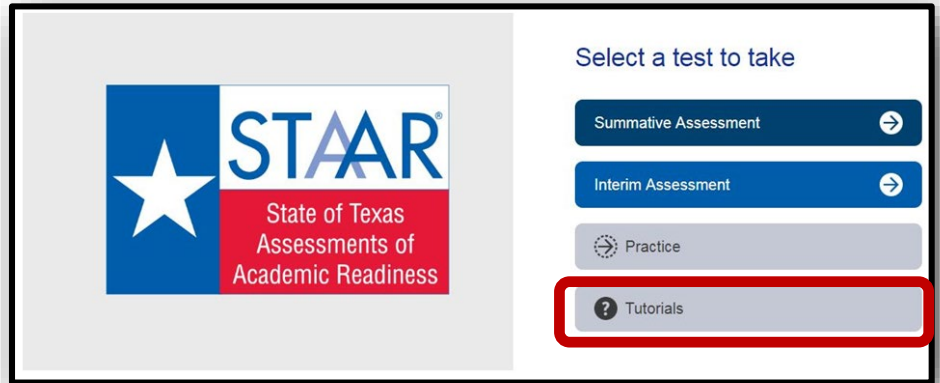 STAAR®
State of Texas
Assessments of
Academic Readiness
Select a test to take
Summative Assessment
Interim Assessment
Practice
Tutorials